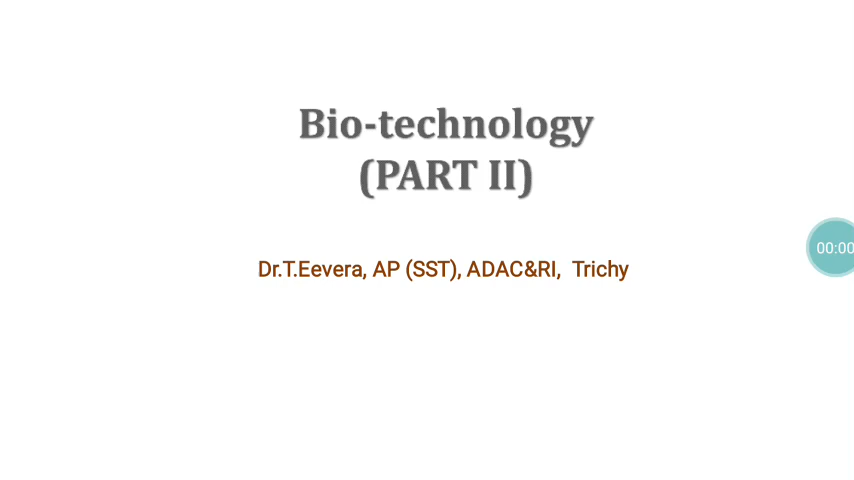 Bio-technology
(PART II)
00:00
Dr.T.Eevera, AP (SST), ADAC&RI, Trichy